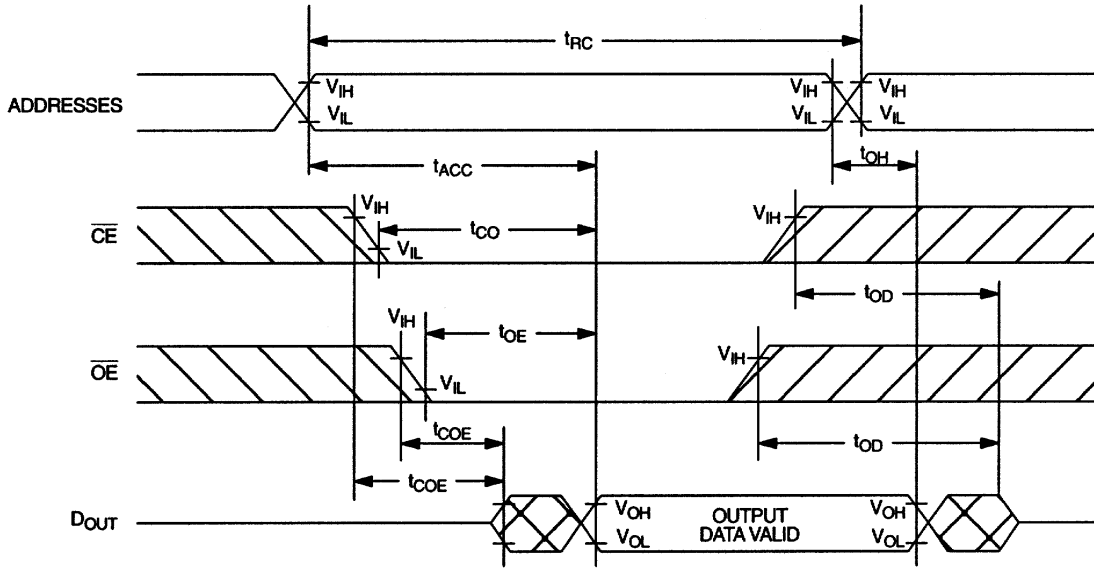 tRC
ADDRESSES
VIH
VIL
VIH
VIL
VIH
VIL
tACC
tOH
CE
VIH
VIL
tCO
VIH
tOD
OE
VIH
VIL
tOE
VIH
tCOE
tOD
tCOE
DOUT
VOH
VOL
OUTPUT
DATA VALID
VOH
VOL